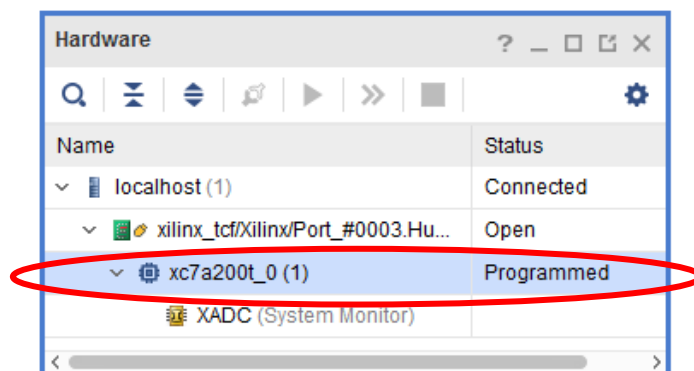 Hardware
Name Status
localhost (1) Connected
xilinx_tcf/Xilinx/Port_#0003.Hu... Open
xc7a200t_0 (1) Programmed
XADC (System Monitor)